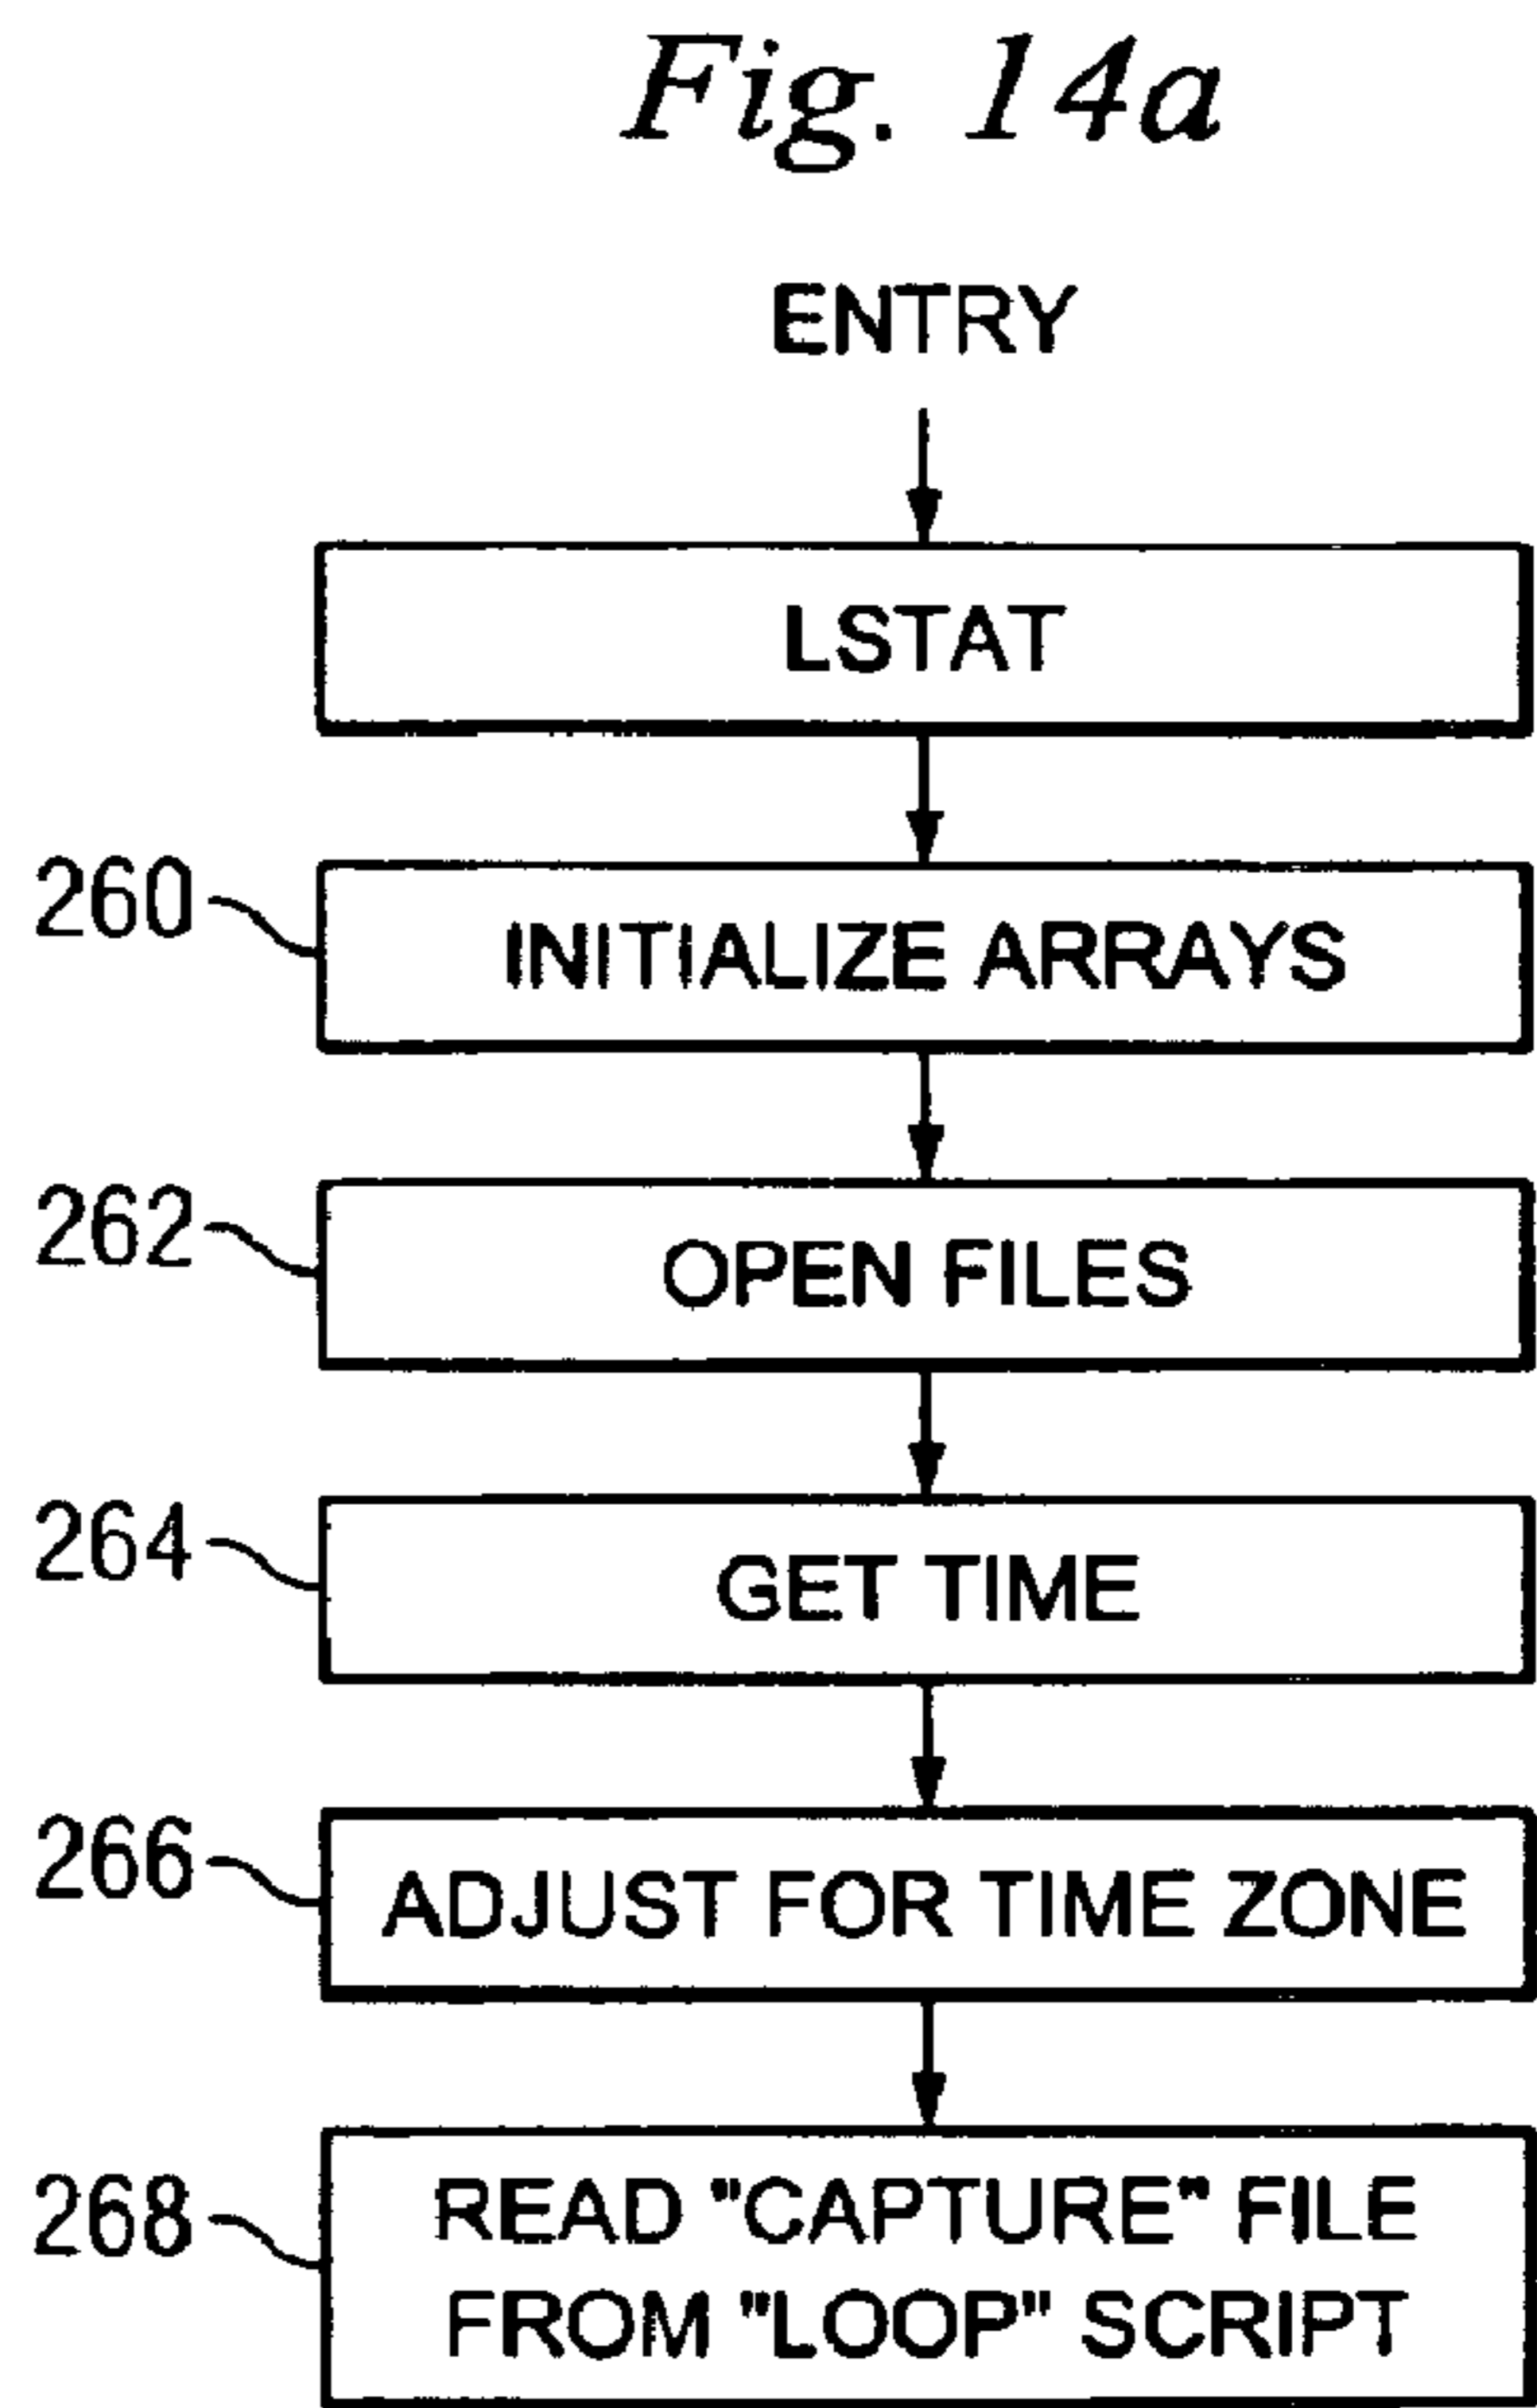 Fig. 14a
ENTRY
LSTAT
260
INITIALIZE ARRAYS
262
OPEN FILES
264
GET TIME
266
ADJUST FOR TIME ZONE
268
READ "CAPTURE" FILE
FROM "LOOP" SCRIPT